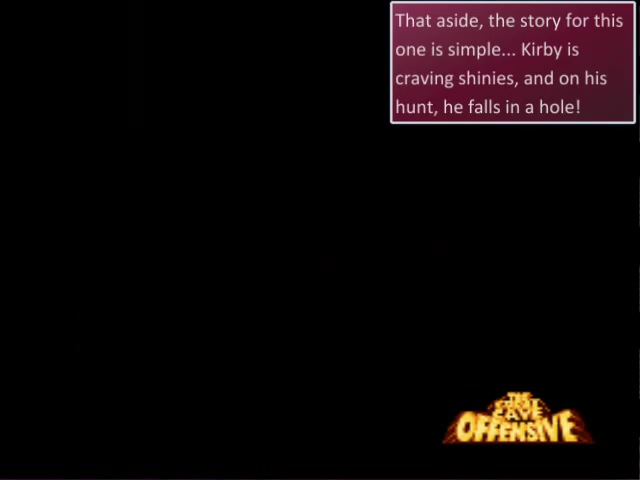 That aside, the story for this
one is simple... Kirby is
craving shinies, and on his
hunt, he falls in a hole!
THE
GREAT
CAVE
OFFENSIVE